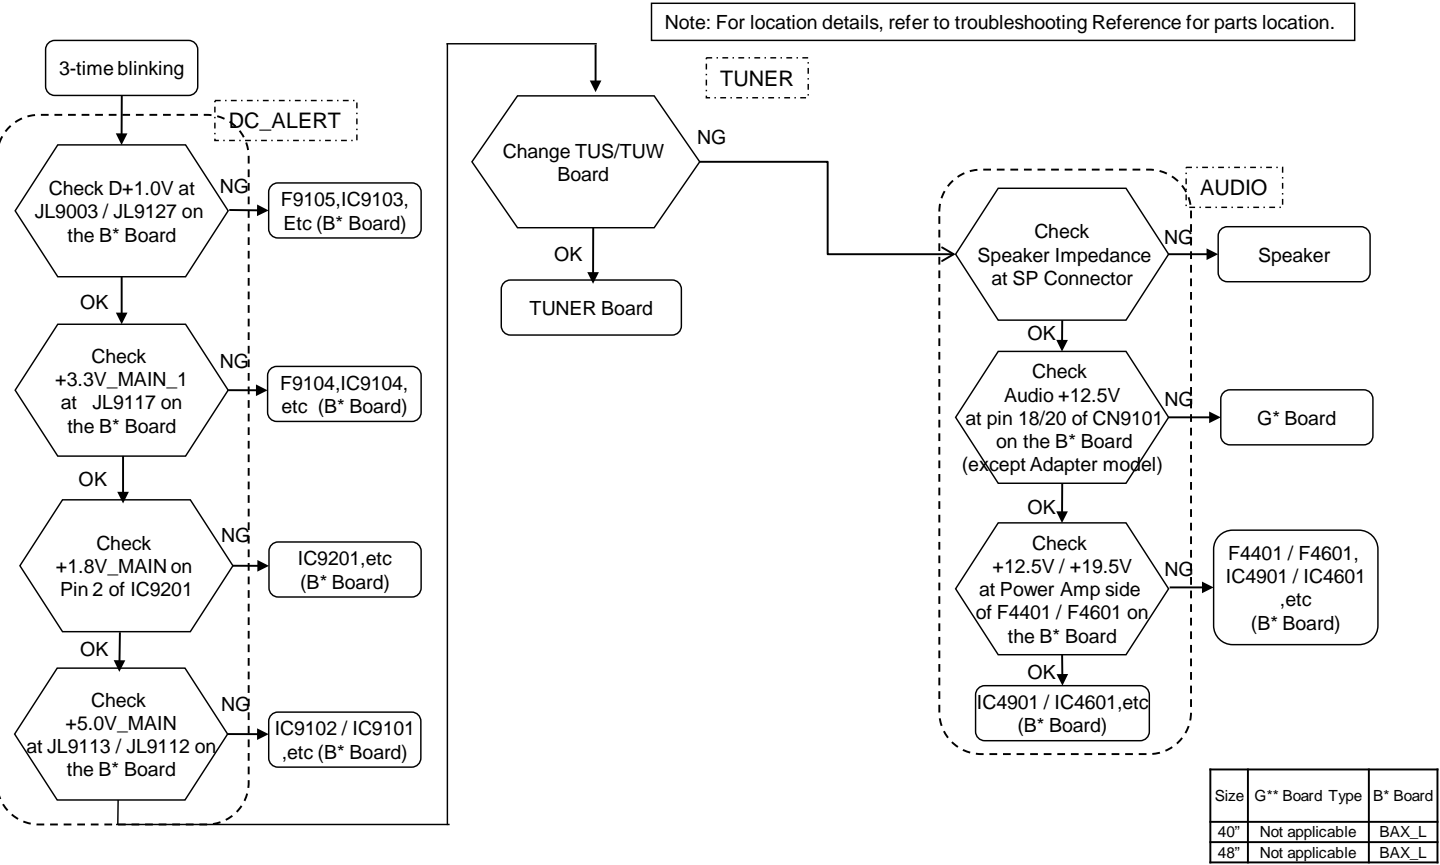 Note: For location details, refer to troubleshooting Reference for parts location.
3-time blinking
DC_ALERT
Check D+1.0V at
JL9003 / JL9127 on
the B* Board
NG
F9105,IC9103,
Etc (B* Board)
OK
Check
+3.3V_MAIN_1
at JL9117 on
the B* Board
NG
F9104,IC9104,
etc (B* Board)
OK
Check
+1.8V_MAIN on
Pin 2 of IC9201
NG
IC9201,etc
(B* Board)
OK
Check
+5.0V_MAIN
at JL9113 / JL9112 on
the B* Board
NG
IC9102 / IC9101
,etc (B* Board)
TUNER
Change TUS/TUW
Board
NG
OK
TUNER Board
AUDIO
Check
Speaker Impedance
at SP Connector
NG
Speaker
OK
Check
Audio +12.5V
at pin 18/20 of CN9101
on the B* Board
(except Adapter model)
NG
G* Board
OK
Check
+12.5V / +19.5V
at Power Amp side
of F4401 / F4601 on
the B* Board
NG
F4401 / F4601,
IC4901 / IC4601
,etc
(B* Board)
OK
IC4901 / IC4601,etc
(B* Board)
Size G** Board Type B* Board
40” Not applicable BAX_L
48” Not applicable BAX_L